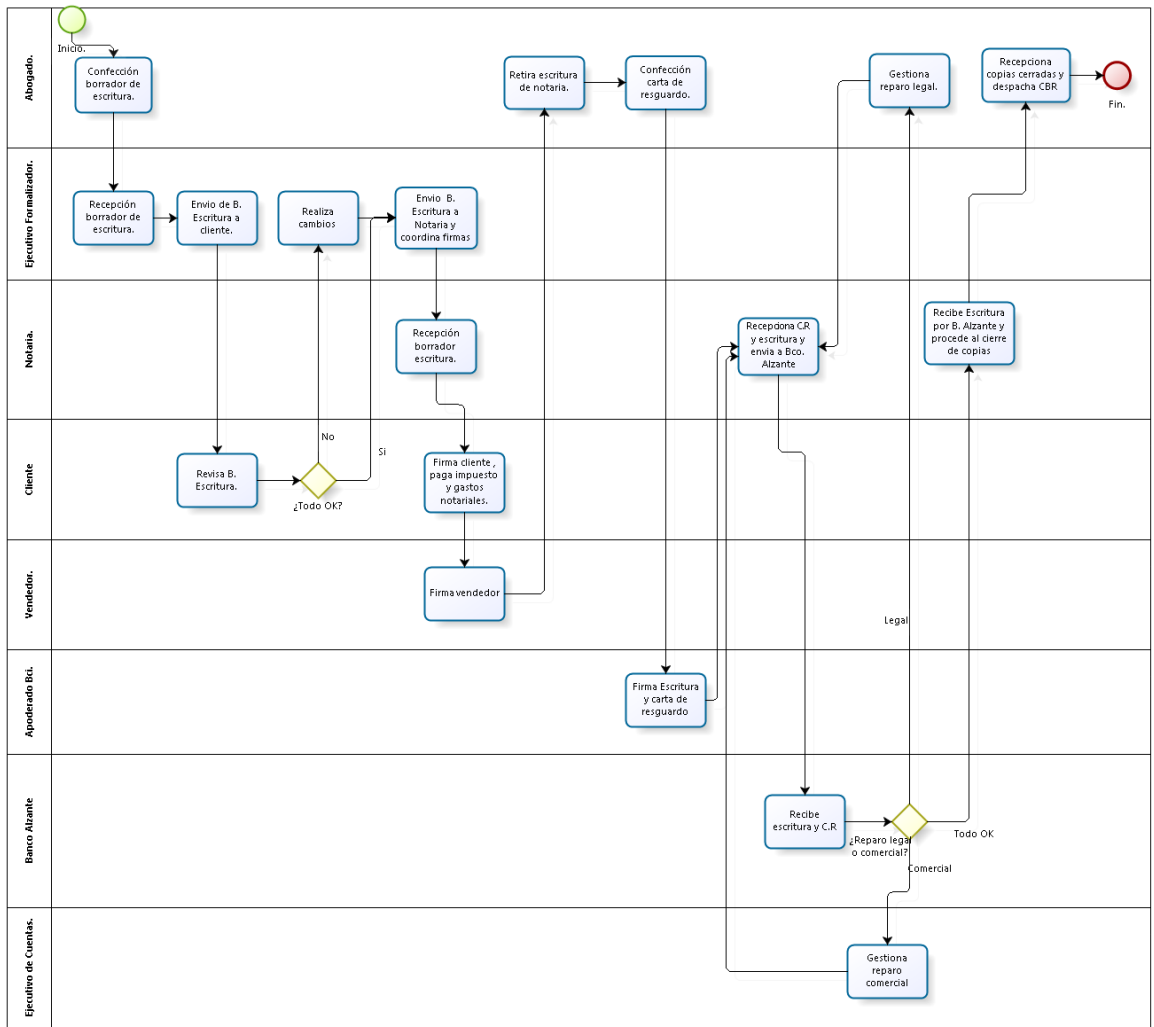 Abogado.
Inicio.
Confección
borrador de
escritura.
Retira escritura
de notaria.
Confección
carta de
resguardo.
Gestiona
reparo legal.
Recepciona
copias cerradas y
despacha CBR
Fin.
Ejecutivo Formalizador.
Recepción
borrador de
escritura.
Envio de B.
Escritura a
cliente.
Realiza
cambios
Envio B.
Escritura a
Notaria y
coordina firmas
Notaria.
Recepción
borrador
escritura.
Recepciona C.R
y escritura y
envia a Bco.
Alzante
Recibe Escritura
por B. Alzante y
procede al cierre
de copias
Cliente
Revisa B.
Escritura.
¿Todo OK?
No
Si
Firma cliente ,
paga impuesto
y gastos
notariales.
Vendedor.
Firma vendedor
Legal
Apoderado Bci.
Firma Escritura
y carta de
resguardo
Banco Alzante
Recibe
escritura y C.R
¿Reparo legal
o comercial?
Todo OK
Comercial
Ejecutivo de Cuentas.
Gestiona
reparo
comercial